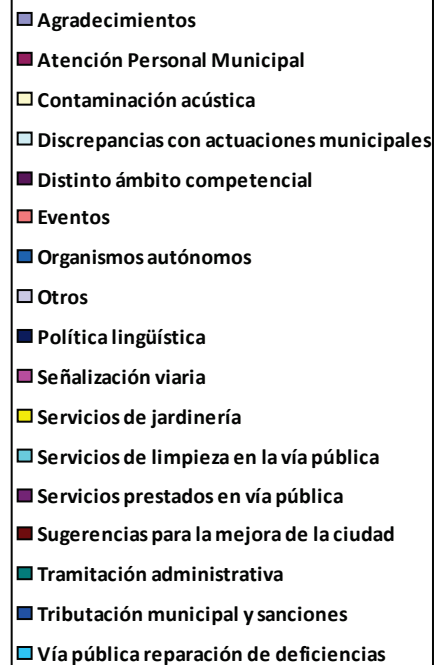 Agradecimientos
Atención Personal Municipal
Contaminación acústica
Discrepancias con actuaciones municipales
Distinto ámbito competencial
Eventos
Organismos autónomos
Otros
Política lingüística
Señalización viaria
Servicios de jardinería
Servicios de limpieza en la vía pública
Servicios prestados en vía pública
Sugerencias para la mejora de la ciudad
Tramitación administrativa
Tributación municipal y sanciones
Vía pública reparación de deficiencias